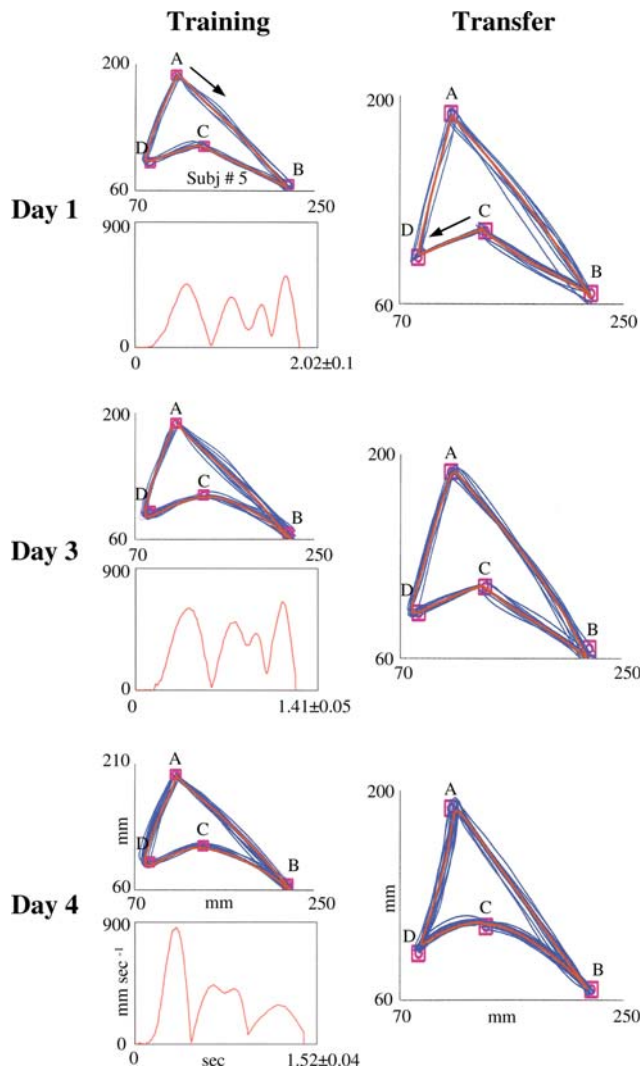 Training
Transfer
Day 1
200
A
D
C
B
Subj # 5
60
70
250
900
0
0
2.02±0.1
200
A
D
C
B
60
70
250
Day 3
200
A
D
C
B
60
70
250
900
0
0
1.41±0.05
200
A
D
C
B
60
70
250
Day 4
210
A
mm
D
C
B
60
70
mm
250
900
mm sec -1
0
0
sec
1.52±0.04
200
A
mm
D
C
B
60
70
mm
250